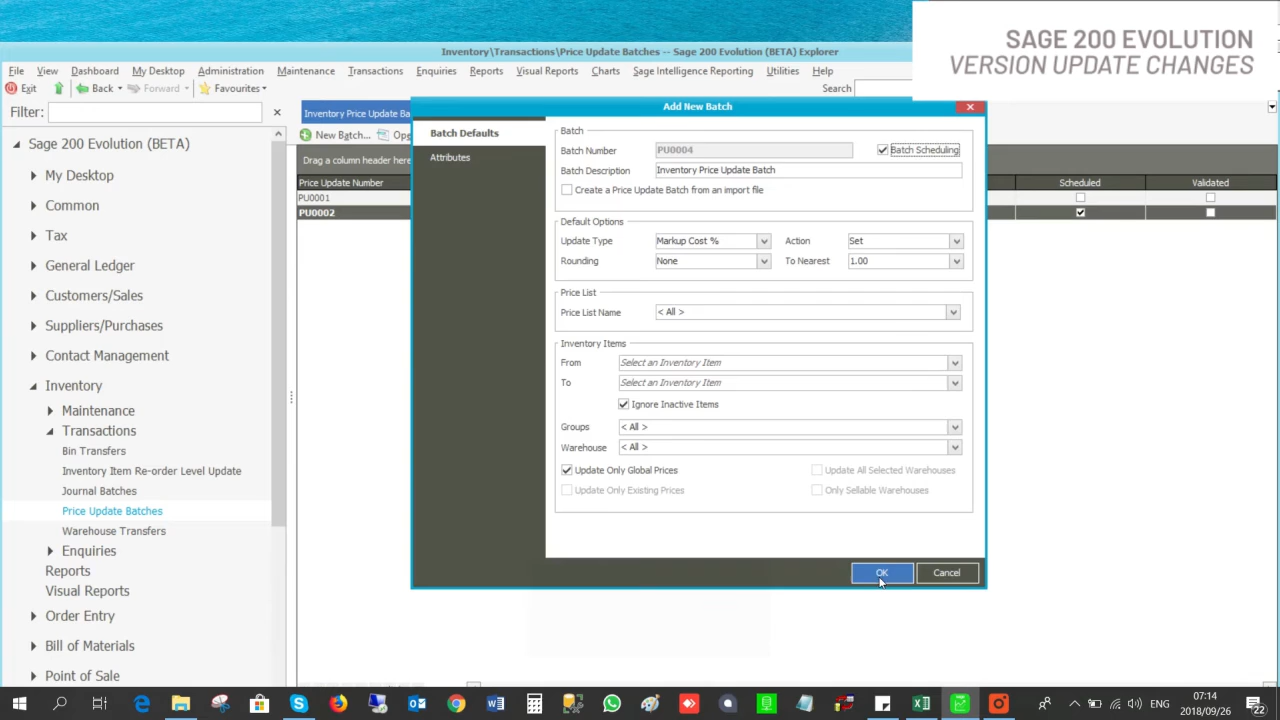 SAGE 200 EVOLUTION
VERSION UPDATE CHANGES
Inventory\Transactions\Price Update Batches -- Sage 200 Evolution (BETA) Explorer
File View Dashboard My Desktop Administration Maintenance Transactions Enquiries Reports Visual Reports Charts Sage Intelligence Reporting Utilities Help
Exit Back Forward Favourites Search
Filter:
Sage 200 Evolution (BETA)
My Desktop
Common
Tax
General Ledger
Customers/Sales
Suppliers/Purchases
Contact Management
Inventory
Maintenance
Transactions
Bin Transfers
Inventory Item Re-order Level Update
Journal Batches
Price Update Batches
Warehouse Transfers
Enquiries
Reports
Visual Reports
Order Entry
Bill of Materials
Point of Sale
Inventory Price Update Ba
New Batch... Ope
Drag a column header here
Price Update Number Scheduled Validated
PU0001
PU0002
Add New Batch
Batch Defaults
Attributes
Batch
Batch Number PU0004 Batch Scheduling
Batch Description Inventory Price Update Batch
Create a Price Update Batch from an import file
Default Options
Update Type Markup Cost % Action Set
Rounding None To Nearest 1.00
Price List
Price List Name < All >
Inventory Items
From Select an Inventory Item
To Select an Inventory Item
Ignore Inactive Items
Groups < All >
Warehouse < All >
Update Only Global Prices Update All Selected Warehouses
Update Only Existing Prices Only Sellable Warehouses
OK Cancel
ENG 07:14
2018/09/26 22